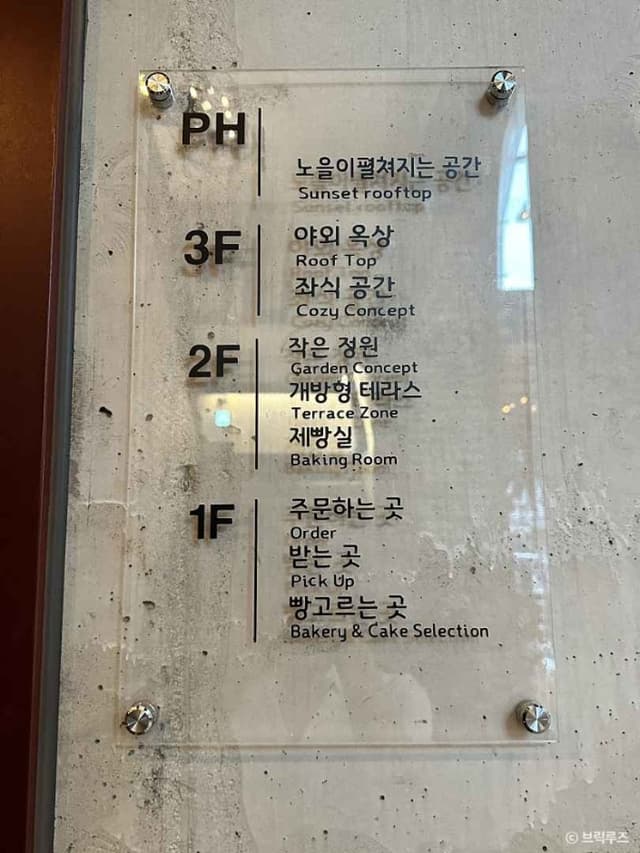 PH
노을이펼쳐지는 공간
Sunset rooftop
3F
야외 옥상
Roof Top
좌식 공간
Cozy Concept
2F
작은 정원
Garden Concept
개방형 테라스
Terrace Zone
제빵실
Baking Room
1F
주문하는 곳
Order
받는 곳
Pick Up
빵고르는 곳
Bakery & Cake Selection
© 브릭루즈